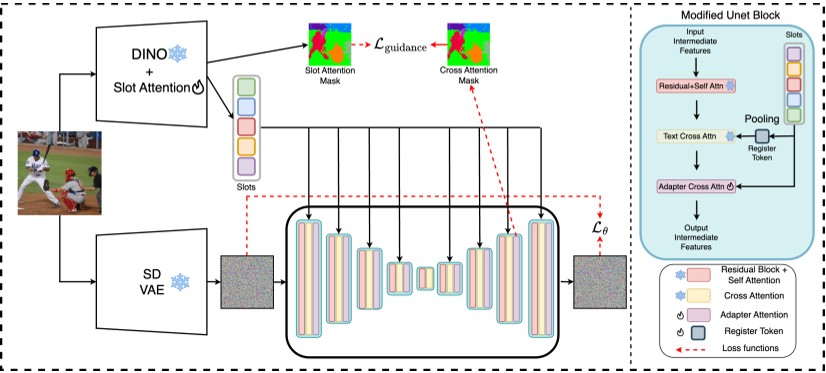 DINO
+
Slot Attention
Slots
Slot Attention
Mask
ℒguidance
Cross Attention
Mask
SD
VAE
ℒθ
Modified Unet Block
Input
Intermediate
Features
Slots
Residual+Self Attn
Pooling
Text Cross Attn
Register
Token
Adapter Cross Attn
Output
Intermediate
Features
Residual Block +
Self Attention
Cross Attention
Adapter Attention
Register Token
Loss functions